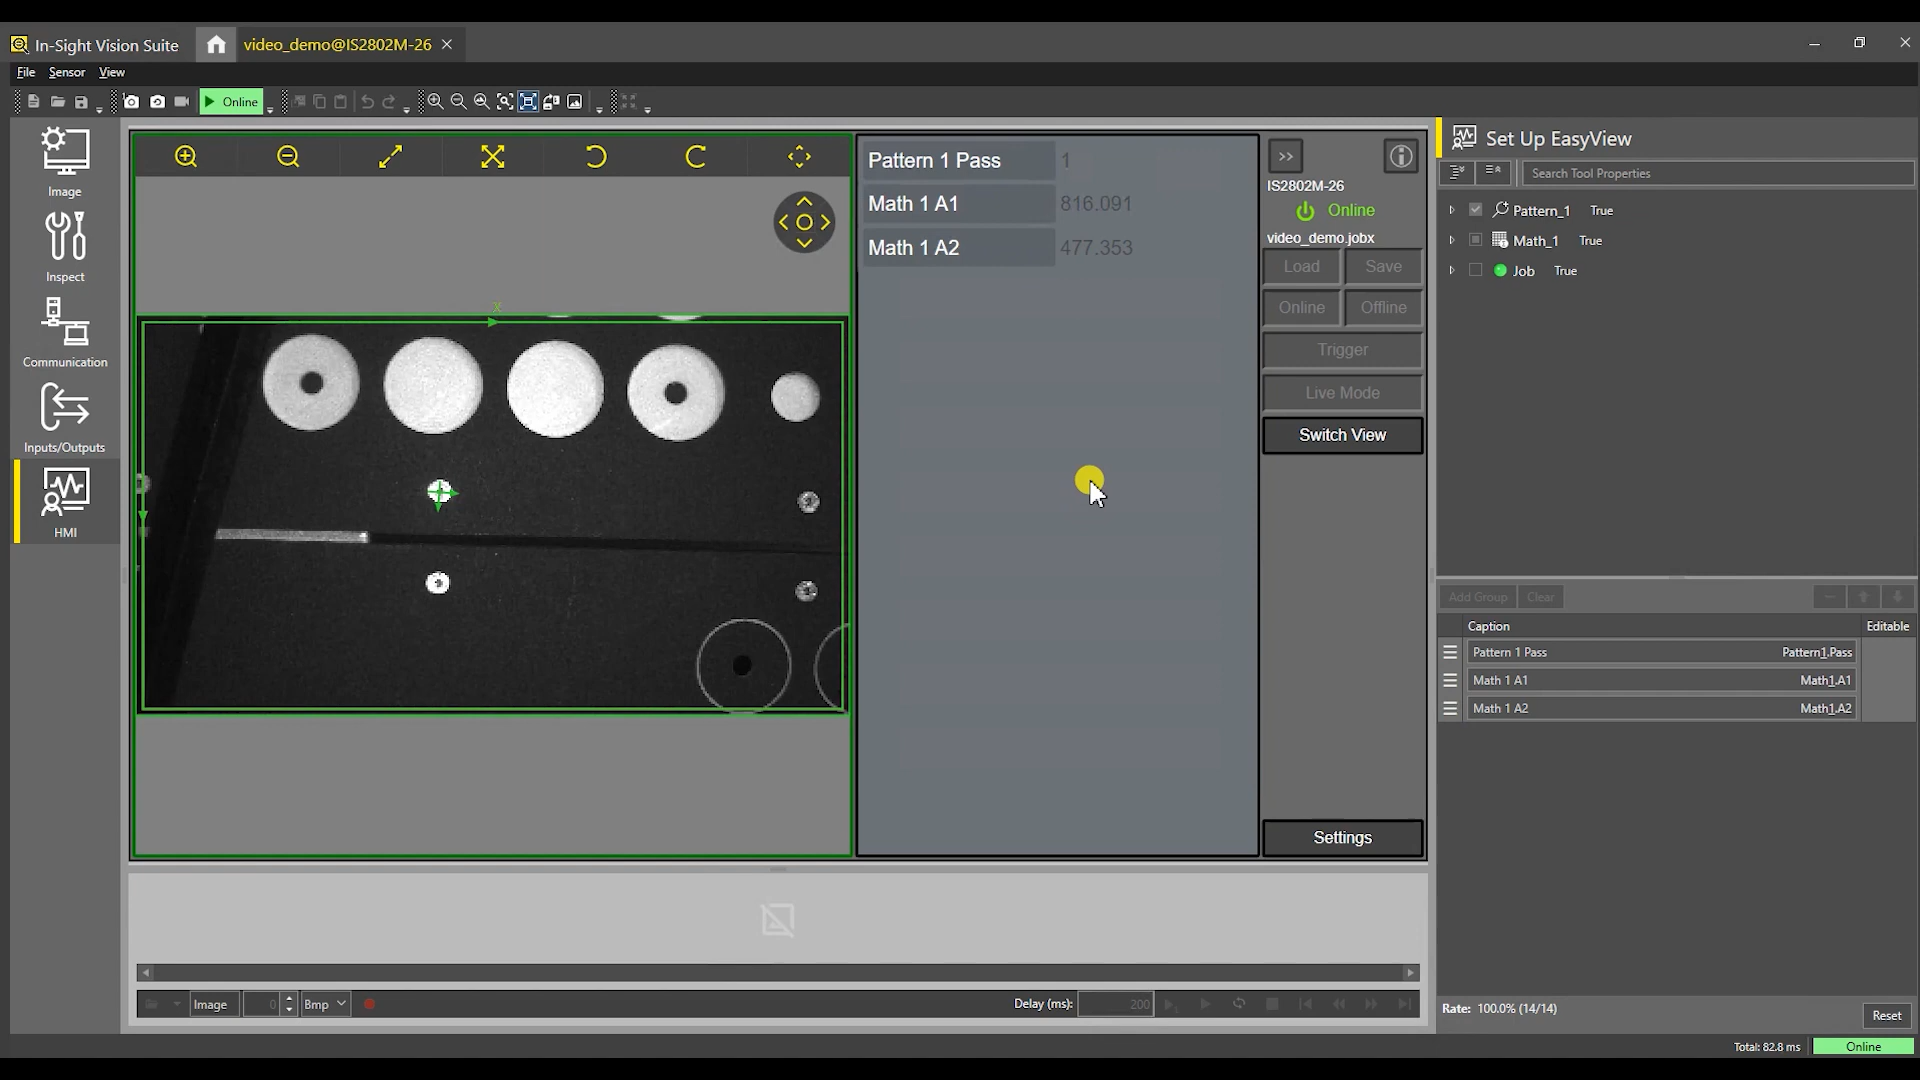 In-Sight Vision Suite
video_demo@IS2802M-26
File Sensor View
Online
Image
Inspect
Communication
Inputs/Outputs
HMI
X
Pattern 1 Pass 1
Math 1 A1 816.091
Math 1 A2 477.353
>>
IS2802M-26
Online
video_demo.jobx
Load Save
Online Offline
Trigger
Live Mode
Switch View
Settings
Set Up EasyView
Search Tool Properties
Pattern_1 True
Math_1 True
Job True
Add Group Clear
Caption Editable
Pattern 1 Pass Pattern1.Pass
Math 1 A1 Math1.A1
Math 1 A2 Math1.A2
Image 0 Bmp Delay (ms): 200
Rate: 100.0% (14/14)
Reset
Total: 82.8 ms Online